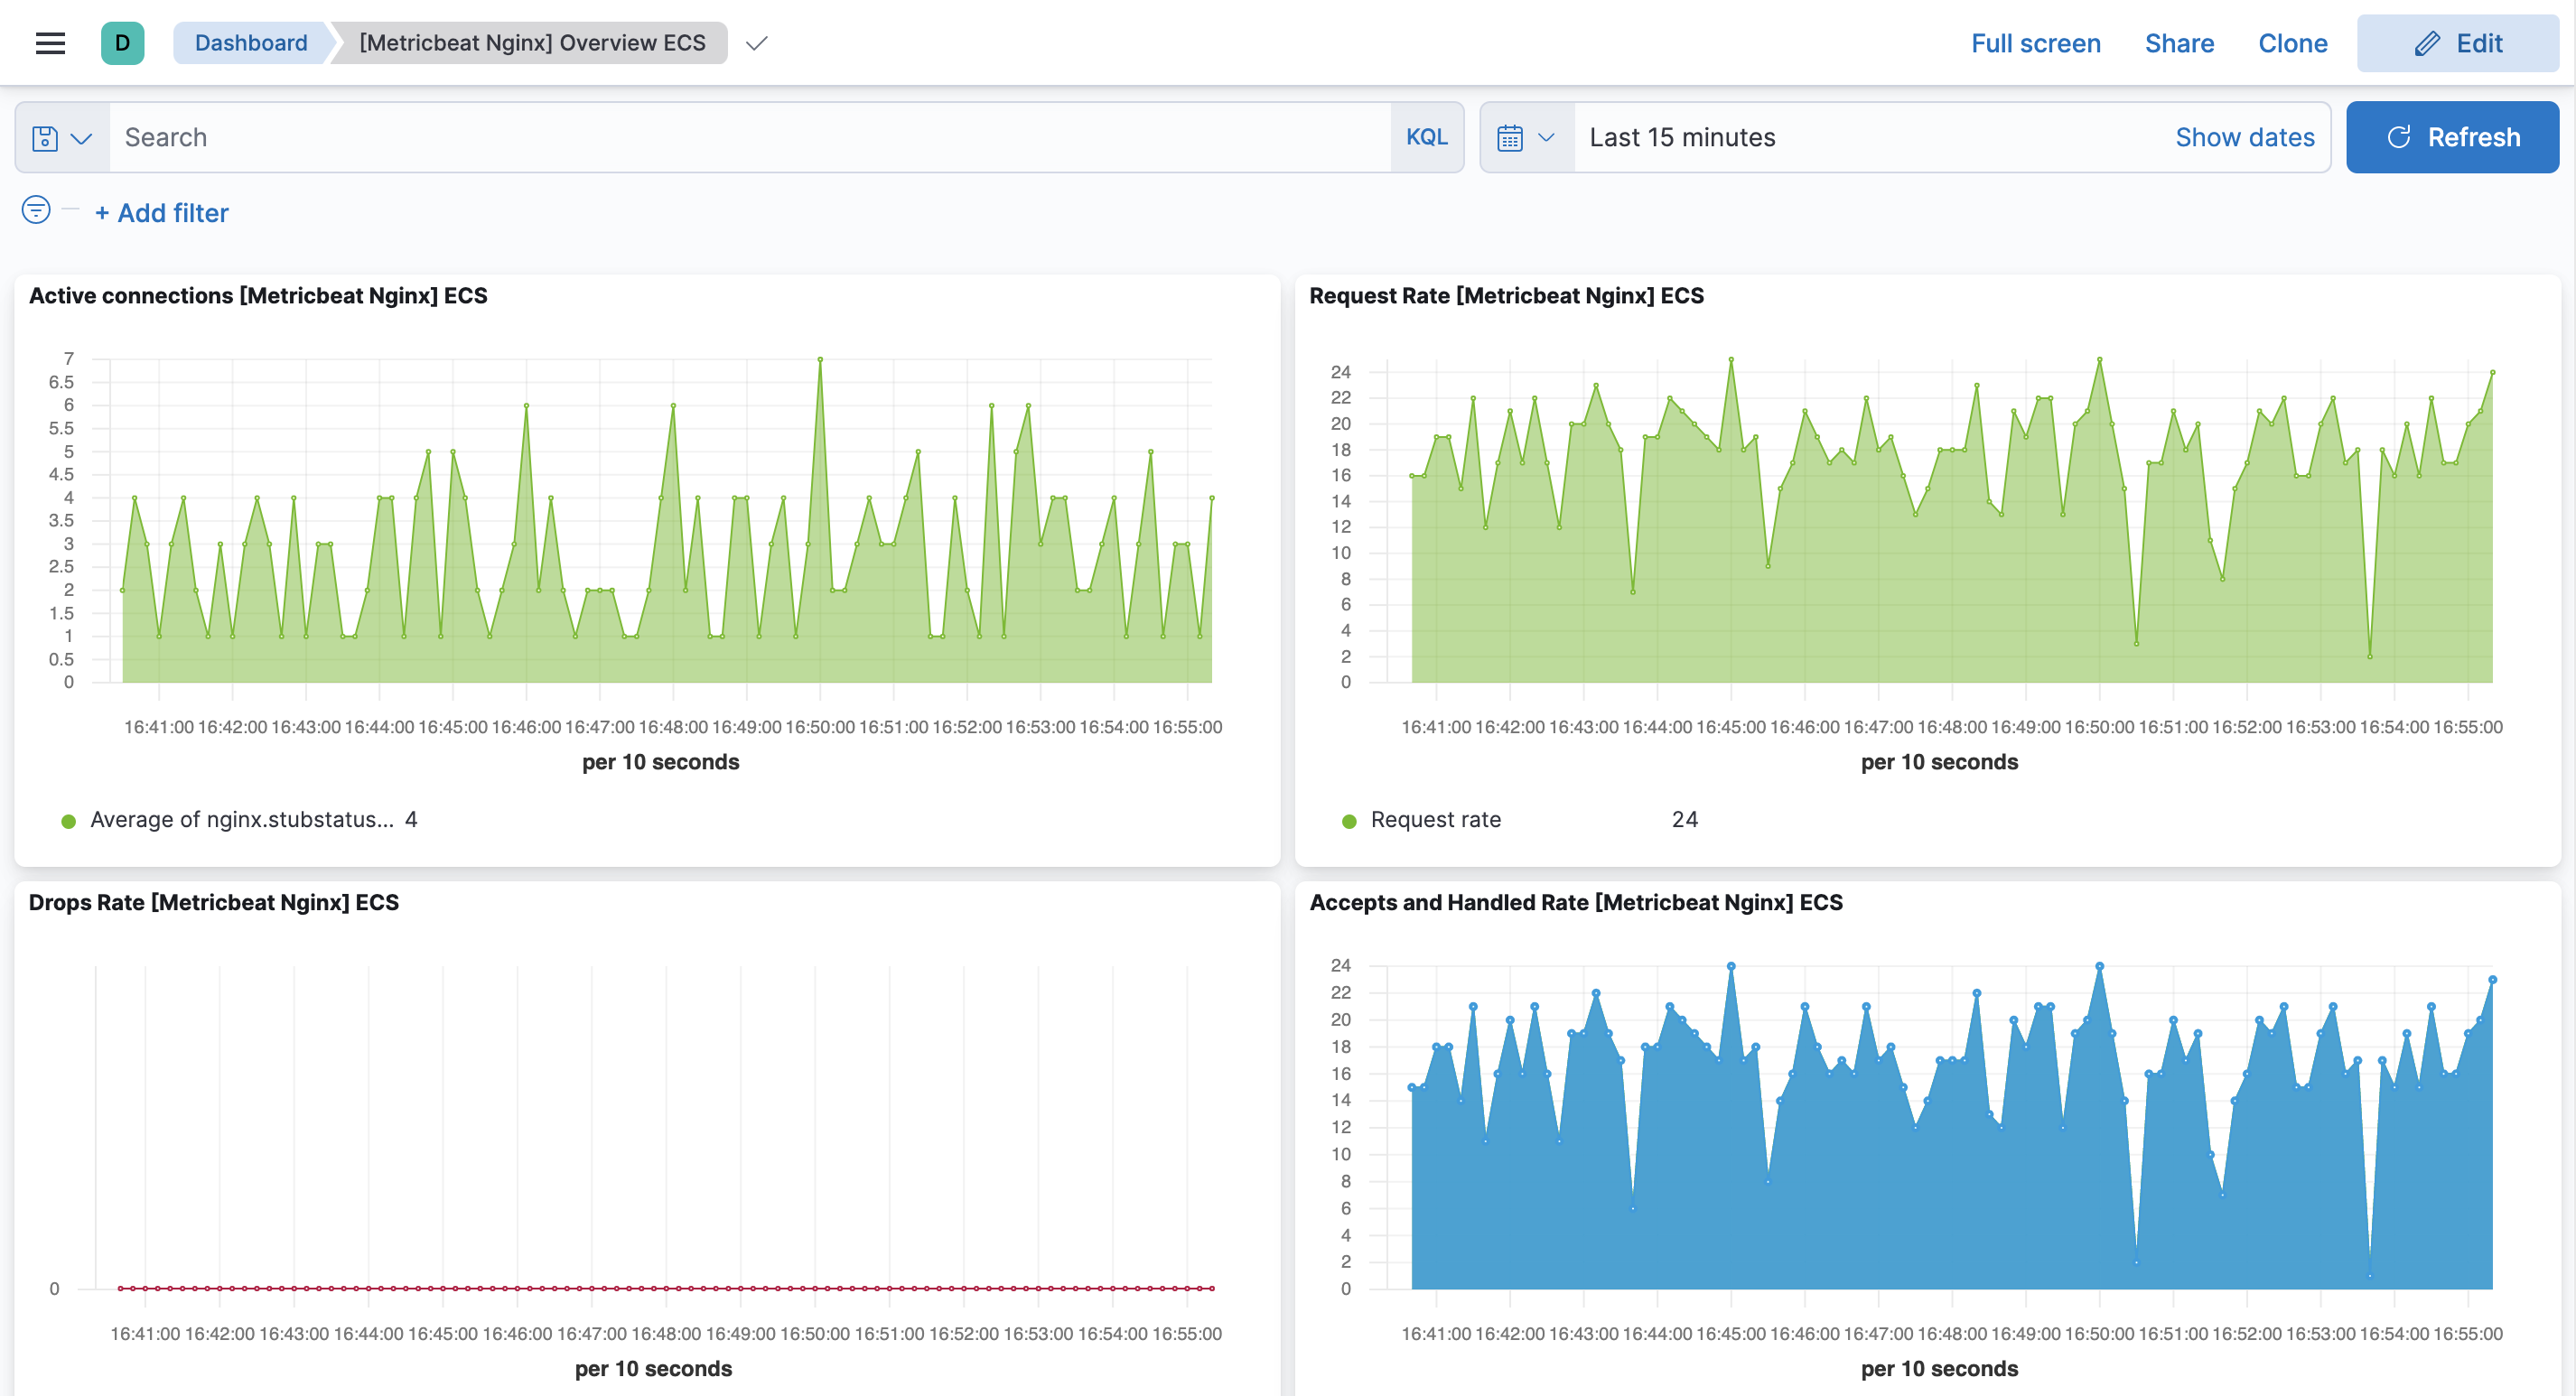 D Dashboard [Metricbeat Nginx] Overview ECS Full screen Share Clone Edit
Search KQL Last 15 minutes Show dates Refresh
+ Add filter
Active connections [Metricbeat Nginx] ECS
7
6.5
6
5.5
5
4.5
4
3.5
3
2.5
2
1.5
1
0.5
0
16:41:00 16:42:00 16:43:00 16:44:00 16:45:00 16:46:00 16:47:00 16:48:00 16:49:00 16:50:00 16:51:00 16:52:00 16:53:00 16:54:00 16:55:00
per 10 seconds
Average of nginx.stubstatus... 4
Request Rate [Metricbeat Nginx] ECS
24
22
20
18
16
14
12
10
8
6
4
2
0
16:41:00 16:42:00 16:43:00 16:44:00 16:45:00 16:46:00 16:47:00 16:48:00 16:49:00 16:50:00 16:51:00 16:52:00 16:53:00 16:54:00 16:55:00
per 10 seconds
Request rate 24
Drops Rate [Metricbeat Nginx] ECS
0
16:41:00 16:42:00 16:43:00 16:44:00 16:45:00 16:46:00 16:47:00 16:48:00 16:49:00 16:50:00 16:51:00 16:52:00 16:53:00 16:54:00 16:55:00
per 10 seconds
Accepts and Handled Rate [Metricbeat Nginx] ECS
24
22
20
18
16
14
12
10
8
6
4
2
0
16:41:00 16:42:00 16:43:00 16:44:00 16:45:00 16:46:00 16:47:00 16:48:00 16:49:00 16:50:00 16:51:00 16:52:00 16:53:00 16:54:00 16:55:00
per 10 seconds